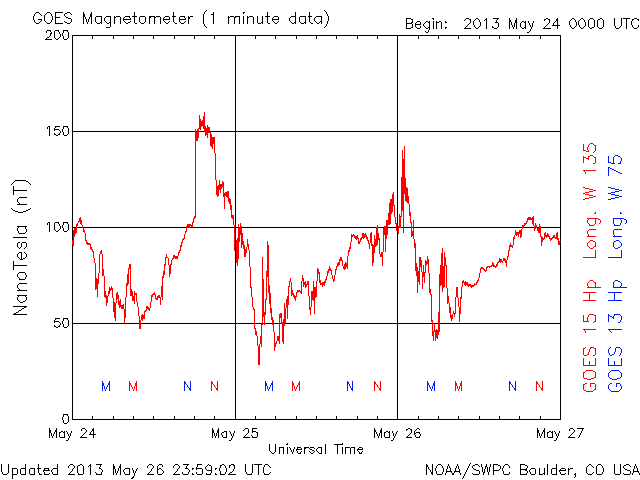 GOES Magnetometer (1 minute data)
Begin: 2013 May 24 0000 UTC
200
150
100
50
0
NanoTesla (nT)
M M N N M M N N M M N N
May 24 May 25 May 26 May 27
Universal Time
GOES 15 Hp Long. W 135
GOES 13 Hp Long. W 75
Updated 2013 May 26 23:59:02 UTC
NOAA/SWPC Boulder, CO USA